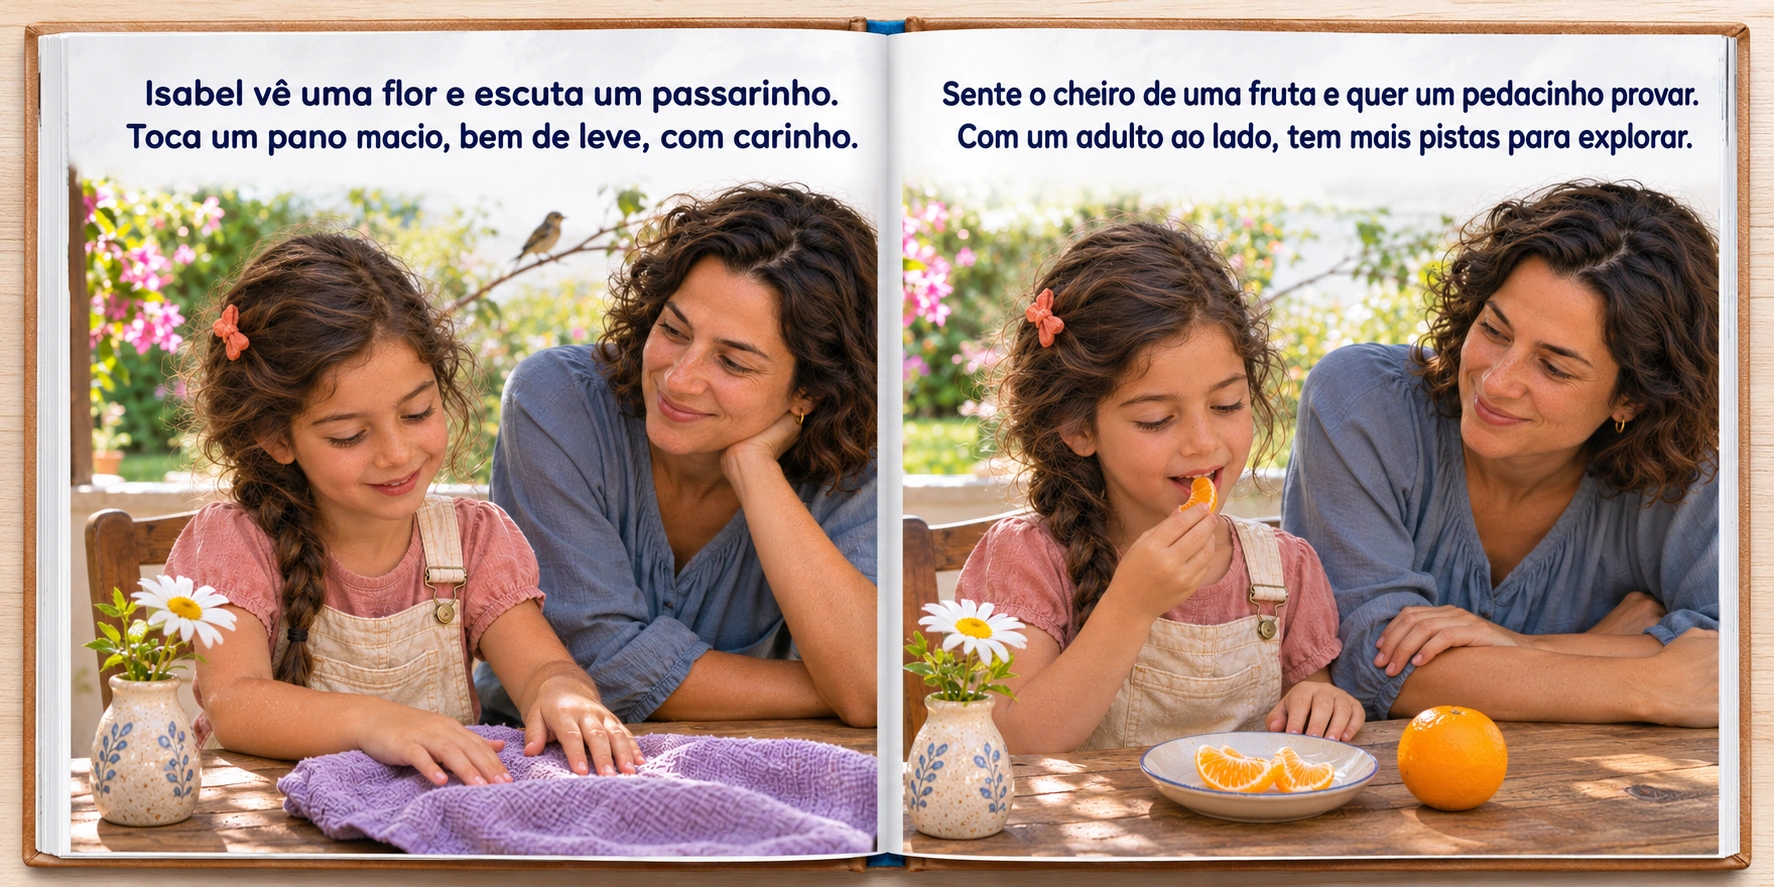 Isabel vê uma flor e escuta um passarinho.
Toca um pano macio, bem de leve, com carinho.
Sente o cheiro de uma fruta e quer um pedacinho provar.
Com um adulto ao lado, tem mais pistas para explorar.